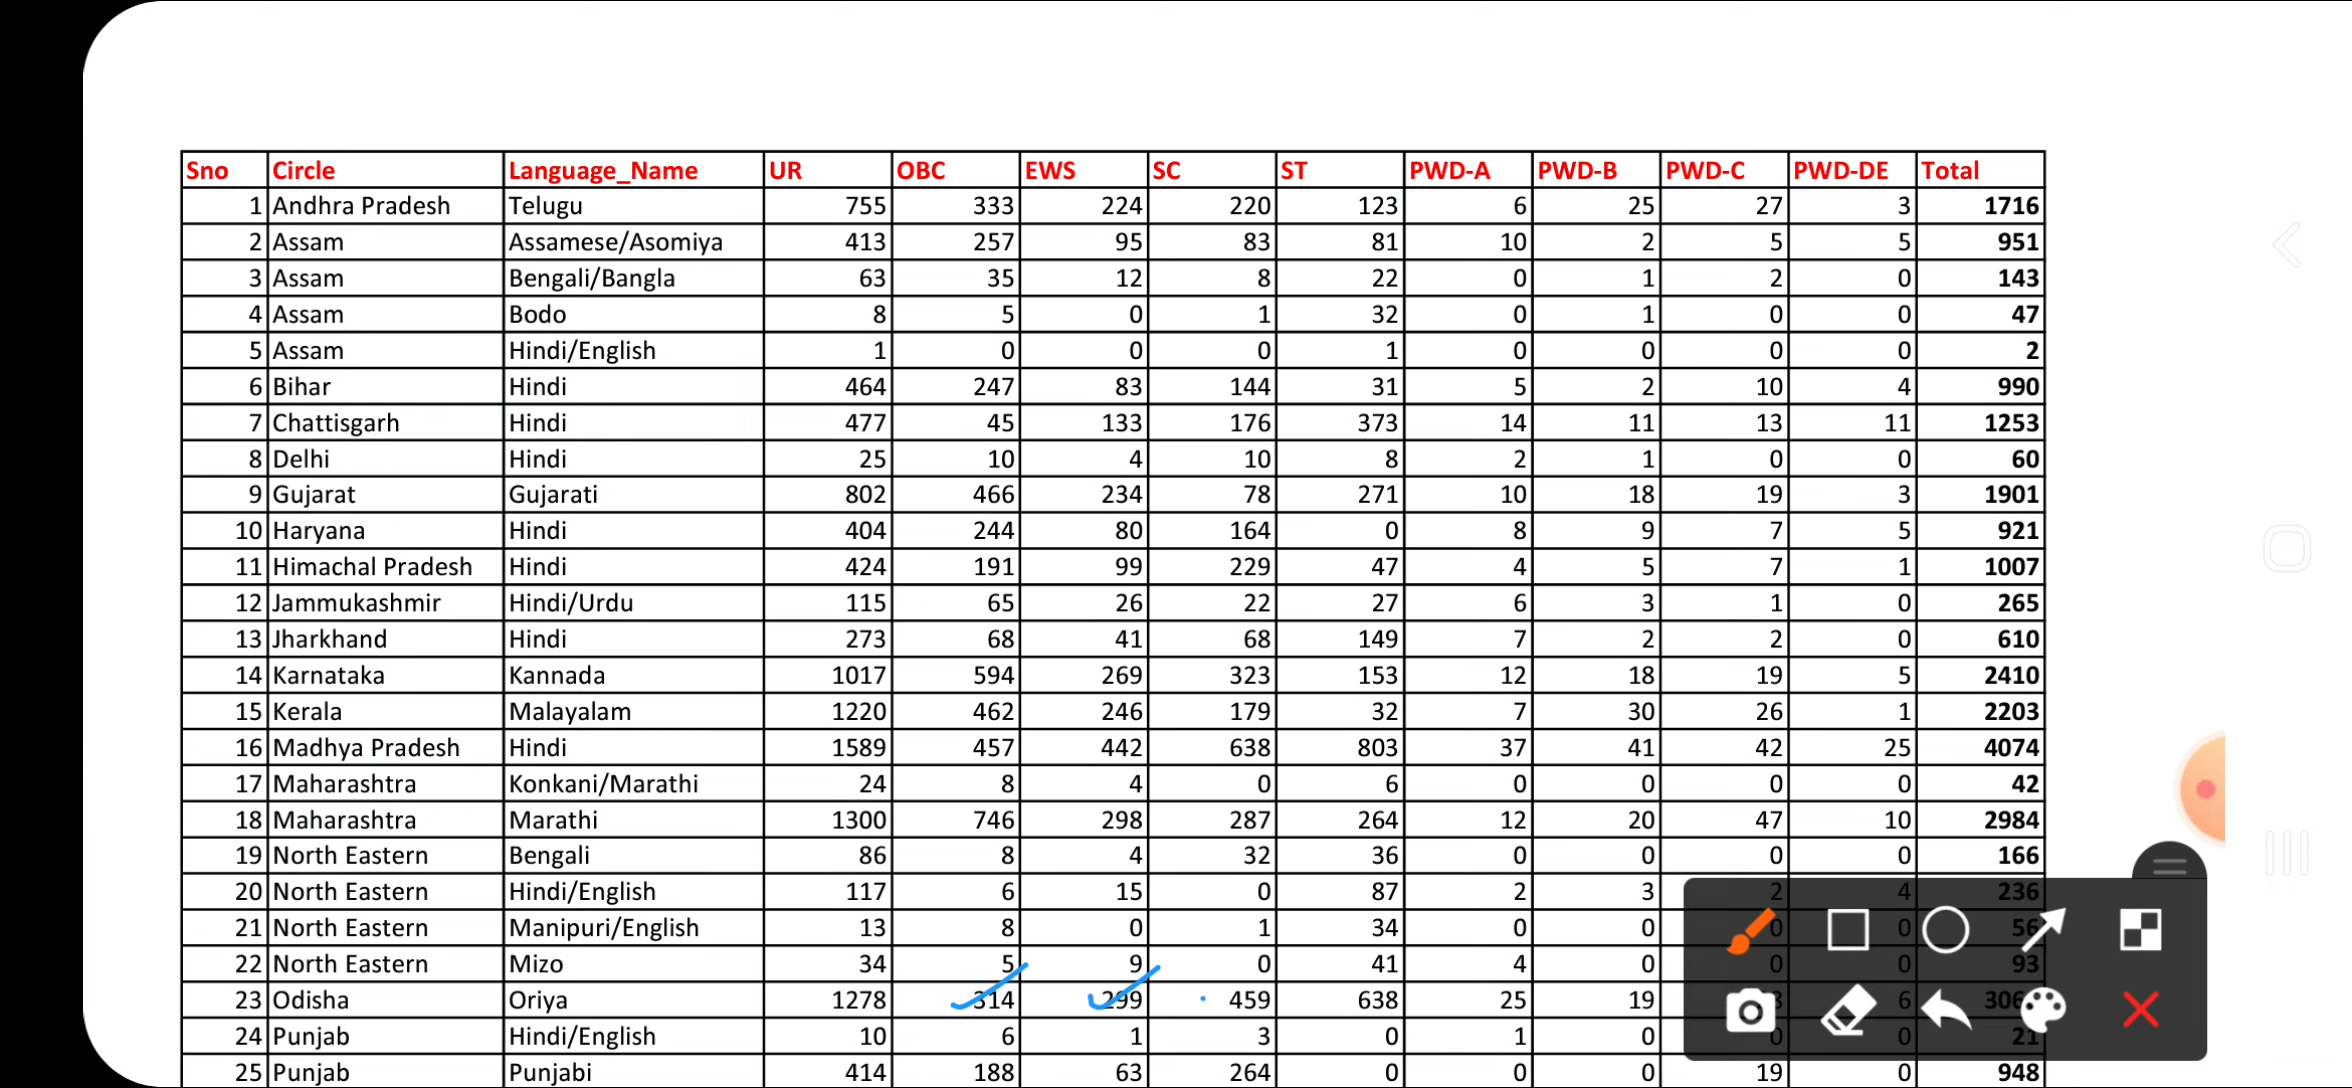 Sno Circle Language_Name UR OBC EWS SC ST PWD-A PWD-B PWD-C PWD-DE Total
1 Andhra Pradesh Telugu 755 333 224 220 123 6 25 27 3 1716
2 Assam Assamese/Asomiya 413 257 95 83 81 10 2 5 5 951
3 Assam Bengali/Bangla 63 35 12 8 22 0 1 2 0 143
4 Assam Bodo 8 5 0 1 32 0 1 0 0 47
5 Assam Hindi/English 1 0 0 0 1 0 0 0 0 2
6 Bihar Hindi 464 247 83 144 31 5 2 10 4 990
7 Chattisgarh Hindi 477 45 133 176 373 14 11 13 11 1253
8 Delhi Hindi 25 10 4 10 8 2 1 0 0 60
9 Gujarat Gujarati 802 466 234 78 271 10 18 19 3 1901
10 Haryana Hindi 404 244 80 164 0 8 9 7 5 921
11 Himachal Pradesh Hindi 424 191 99 229 47 4 5 7 1 1007
12 Jammukashmir Hindi/Urdu 115 65 26 22 27 6 3 1 0 265
13 Jharkhand Hindi 273 68 41 68 149 7 2 2 0 610
14 Karnataka Kannada 1017 594 269 323 153 12 18 19 5 2410
15 Kerala Malayalam 1220 462 246 179 32 7 30 26 1 2203
16 Madhya Pradesh Hindi 1589 457 442 638 803 37 41 42 25 4074
17 Maharashtra Konkani/Marathi 24 8 4 0 6 0 0 0 0 42
18 Maharashtra Marathi 1300 746 298 287 264 12 20 47 10 2984
19 North Eastern Bengali 86 8 4 32 36 0 0 0 0 166
20 North Eastern Hindi/English 117 6 15 0 87 2 3 2 4 236
21 North Eastern Manipuri/English 13 8 0 1 34 0 0 0 0 56
22 North Eastern Mizo 34 5 9 0 41 4 0 0 0 93
23 Odisha Oriya 1278 314 299 459 638 25 19 6
24 Punjab Hindi/English 10 6 1 3 0 1 0 0 0 21
25 Punjab Punjabi 414 188 63 264 0 0 0 19 0 948